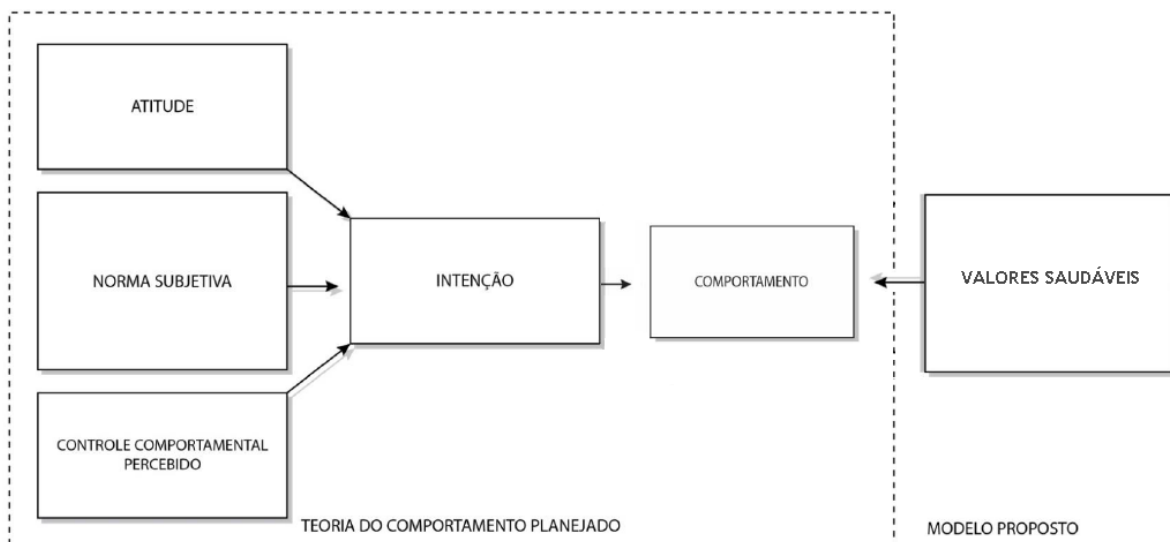 ATITUDE
NORMA SUBJETIVA
CONTROLE COMPORTAMENTAL
PERCEBIDO
INTENÇÃO
COMPORTAMENTO
VALORES SAUDÁVEIS
TEORIA DO COMPORTAMENTO PLANEJADO
MODELO PROPOSTO